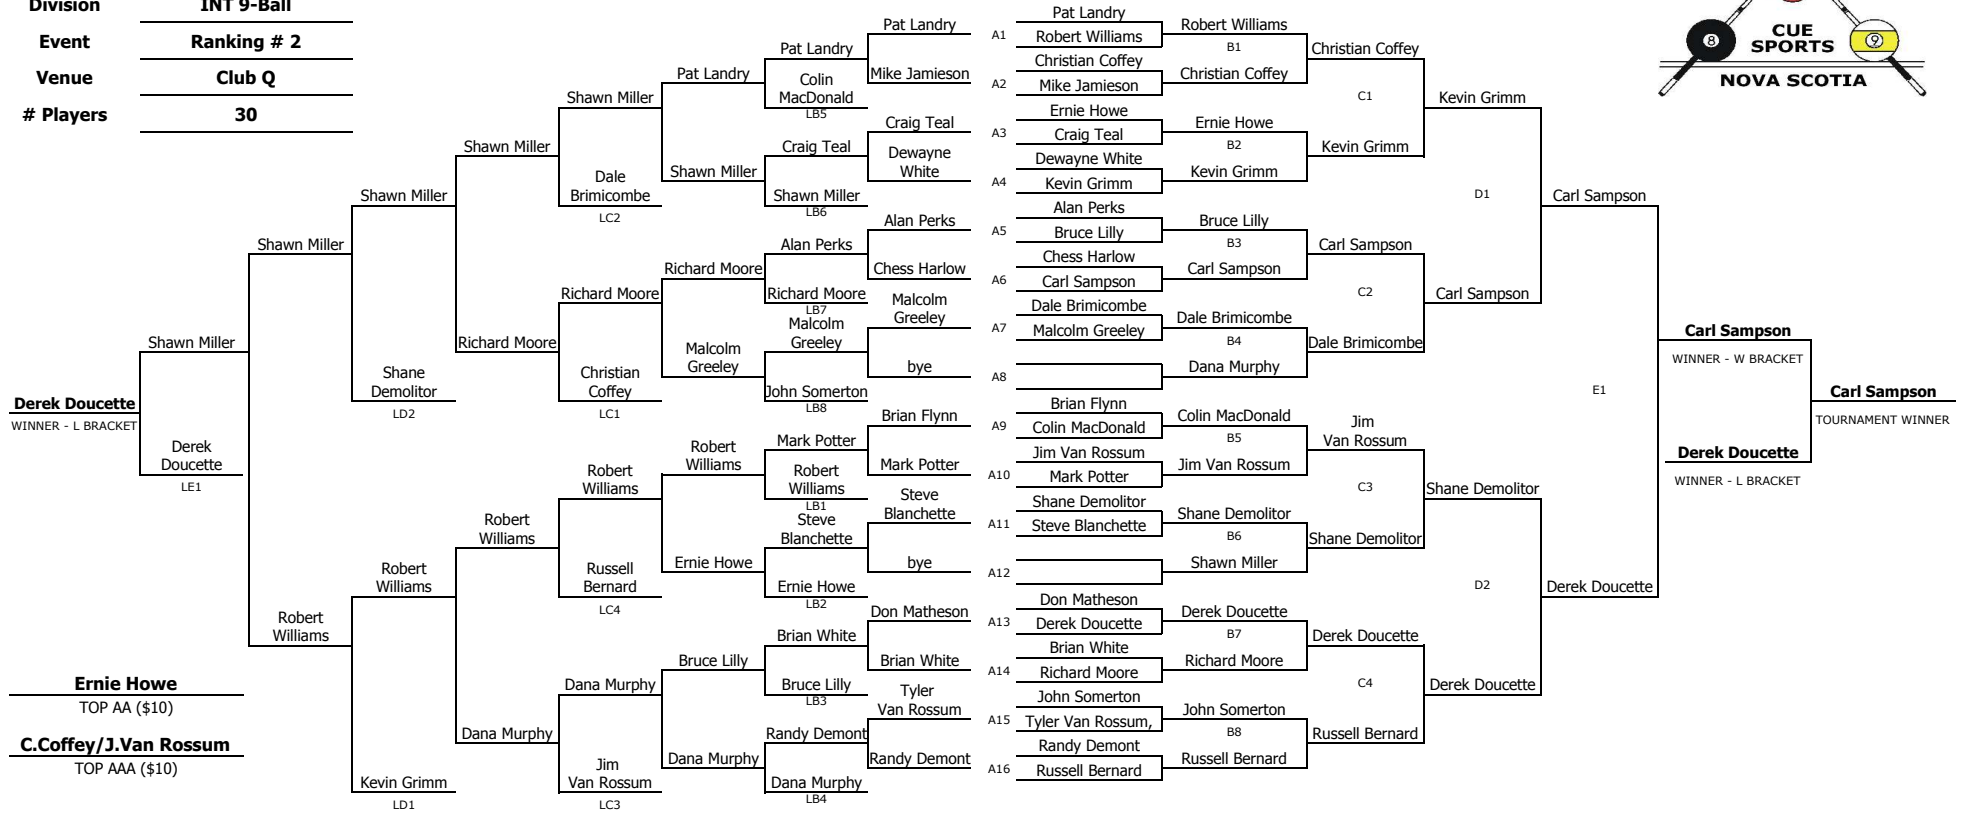 Division INT 9-Ball
Event Ranking # 2
Venue Club Q
# Players 30
8
9
CUE
SPORTS
NOVA SCOTIA
Derek Doucette
WINNER - L BRACKET
Shawn Miller
Derek
Doucette
LE1
Shawn Miller
Robert
Williams
Shawn Miller
Shane
Demolitor
LD2
Robert
Williams
Kevin Grimm
LD1
Shawn Miller
Richard Moore
Robert
Williams
Dana Murphy
Shawn Miller
Dale
Brimicombe
LC2
Richard Moore
Christian
Coffey
LC1
Robert
Williams
Russell
Bernard
LC4
Dana Murphy
Jim
Van Rossum
LC3
Pat Landry
Shawn Miller
Richard Moore
Malcolm
Greeley
Robert
Williams
Ernie Howe
Bruce Lilly
Dana Murphy
Pat Landry
Colin
MacDonald
LB5
Craig Teal
Shawn Miller
LB6
Alan Perks
Richard Moore
LB7
Malcolm
Greeley
John Somerton
LB8
Mark Potter
Robert
Williams
LB1
Steve
Blanchette
Ernie Howe
LB2
Brian White
Bruce Lilly
LB3
Randy Demont
Dana Murphy
LB4
Pat Landry
Mike Jamieson
Craig Teal
Dewayne
White
Alan Perks
Chess Harlow
Malcolm
Greeley
bye
Brian Flynn
Mark Potter
Steve
Blanchette
bye
Don Matheson
Brian White
Tyler
Van Rossum
Randy Demont
A1
A2
A3
A4
A5
A6
A7
A8
A9
A10
A11
A12
A13
A14
A15
A16
Pat Landry
Robert Williams
Christian Coffey
Mike Jamieson
Ernie Howe
Craig Teal
Dewayne White
Kevin Grimm
Alan Perks
Bruce Lilly
Chess Harlow
Carl Sampson
Dale Brimicombe
Malcolm Greeley
Brian Flynn
Colin MacDonald
Jim Van Rossum
Mark Potter
Shane Demolitor
Steve Blanchette
Don Matheson
Derek Doucette
Brian White
Richard Moore
John Somerton
Tyler Van Rossum,
Randy Demont
Russell Bernard
Robert Williams
B1
Christian Coffey
Ernie Howe
B2
Kevin Grimm
Bruce Lilly
B3
Carl Sampson
Dale Brimicombe
B4
Dana Murphy
Colin MacDonald
B5
Jim Van Rossum
Shane Demolitor
B6
Shawn Miller
Derek Doucette
B7
Richard Moore
John Somerton
B8
Russell Bernard
Christian Coffey
C1
Kevin Grimm
Carl Sampson
C2
Dale Brimicombe
Jim
Van Rossum
C3
Shane Demolitor
Derek Doucette
C4
Russell Bernard
Kevin Grimm
D1
Carl Sampson
Shane Demolitor
D2
Derek Doucette
Carl Sampson
E1
Derek Doucette
Carl Sampson
WINNER - W BRACKET
Derek Doucette
WINNER - L BRACKET
Carl Sampson
TOURNAMENT WINNER
Ernie Howe
TOP AA ($10)
C.Coffey/J.Van Rossum
TOP AAA ($10)